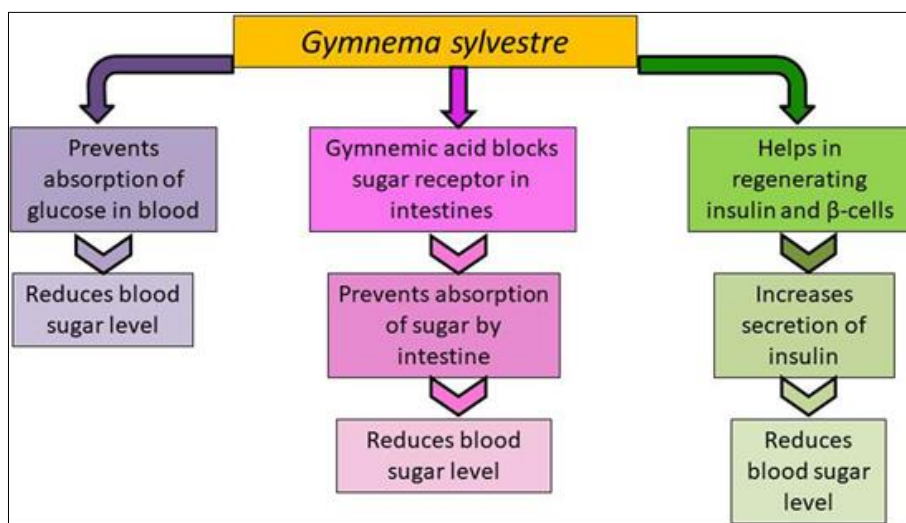 Gymnema sylvestre
Prevents
absorption of
glucose in blood
Reduces blood
sugar level
Gymnemic acid blocks
sugar receptor in
intestines
Prevents absorption
of sugar by
intestine
Reduces blood
sugar level
Helps in
regenerating
insulin and β-cells
Increases
secretion of
insulin
Reduces
blood sugar
level